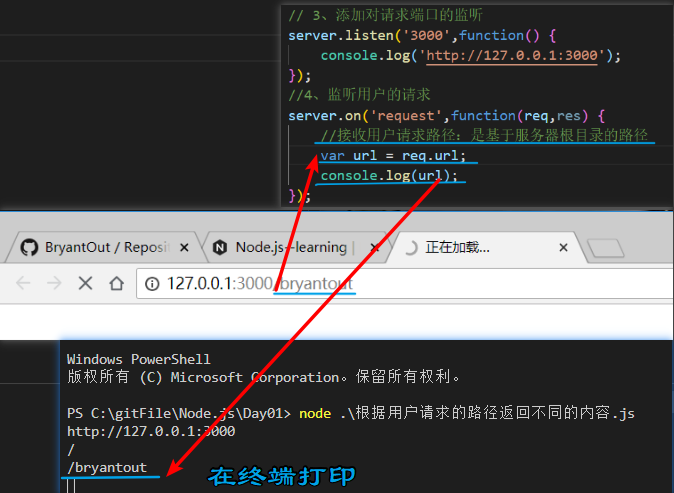 // 3、添加对请求端口的监听
server.listen('3000',function() {
console.log('http://127.0.0.1:3000');
});
//4、监听用户的请求
server.on('request',function(req,res) {
//接收用户请求路径：是基于服务器根目录的路径
var url = req.url;
console.log(url);
});
BryantOut / Reposit
Node.js--learning |
正在加载...
127.0.0.1:3000/bryantout
Windows PowerShell
版权所有 (C) Microsoft Corporation。保留所有权利。
PS C:\gitFile\Node.js\Day01> node .\根据用户请求的路径返回不同的内容.js
http://127.0.0.1:3000
/
/bryantout
在终端打印